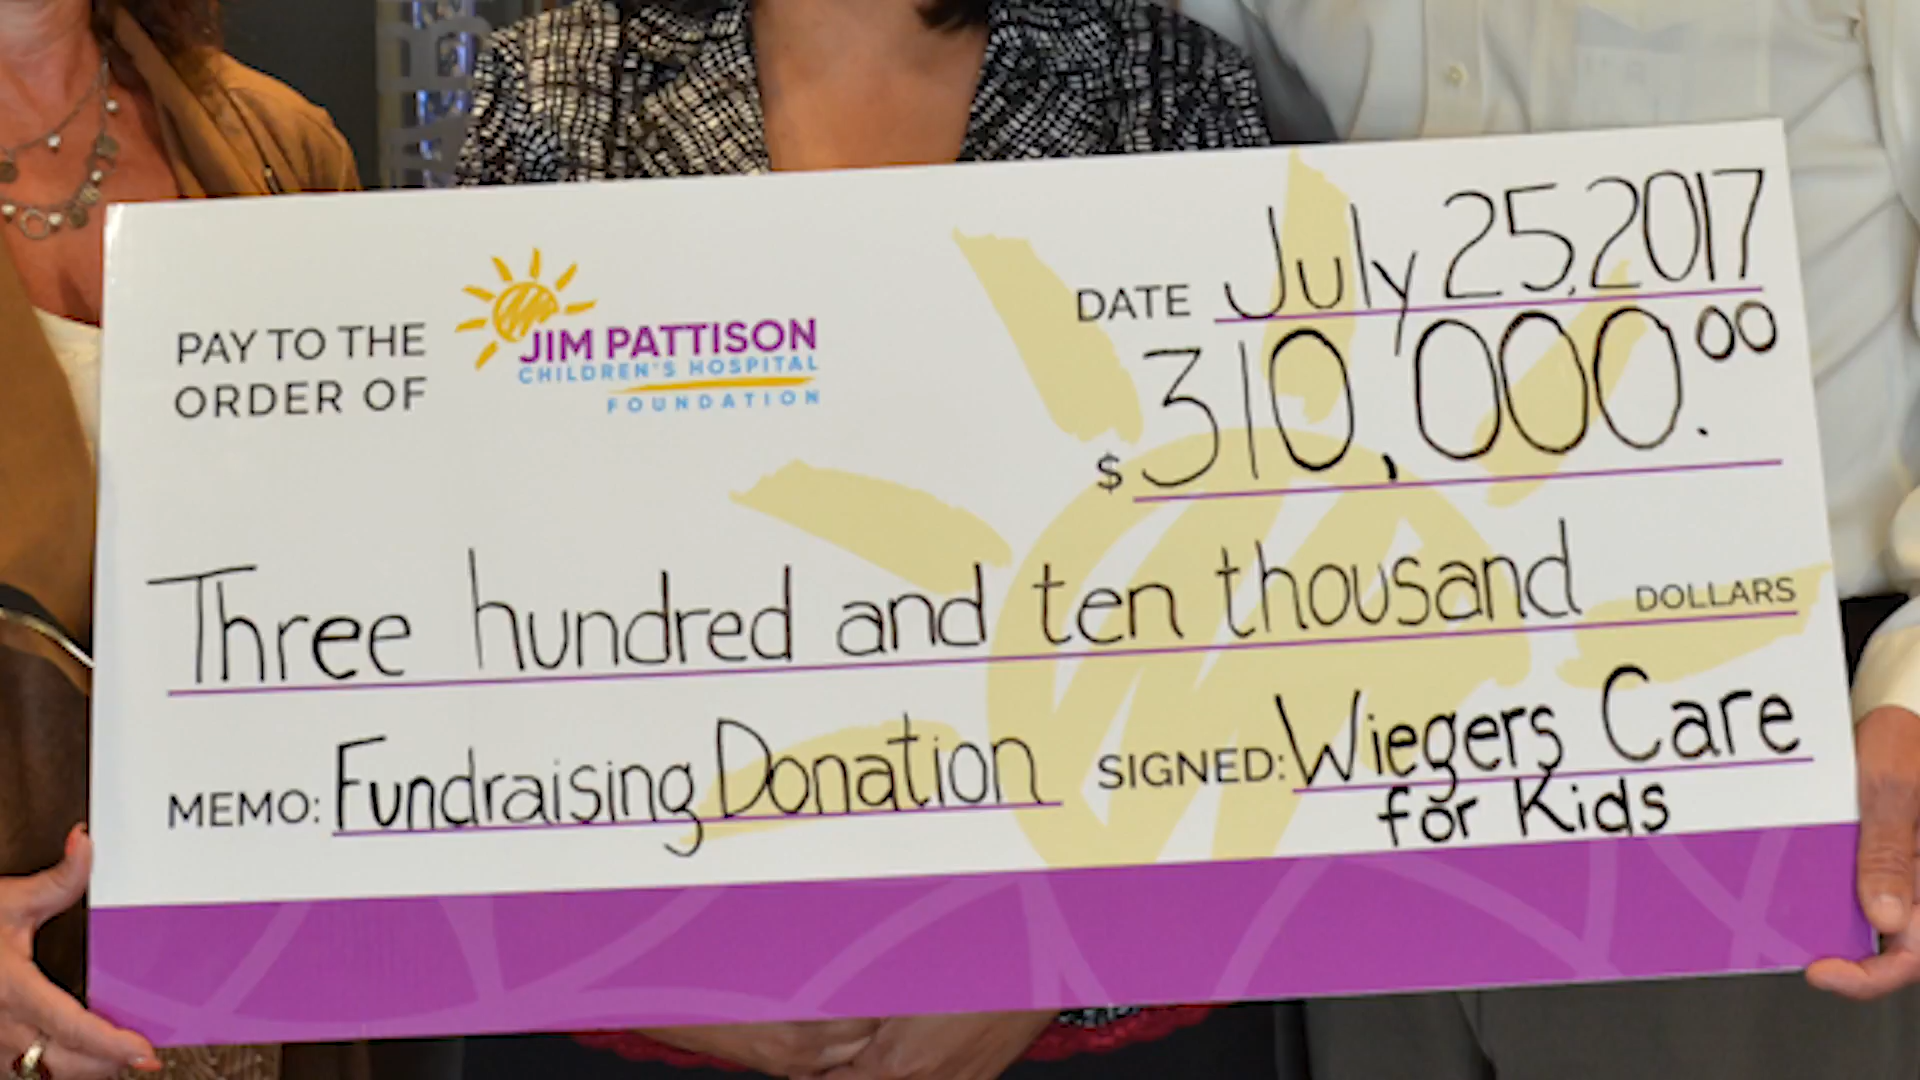 DATE July 25, 2017
PAY TO THE
ORDER OF
JIM PATTISON
CHILDREN'S HOSPITAL
FOUNDATION
$ 310,000.00
Three hundred and ten thousand DOLLARS
MEMO: Fundraising Donation SIGNED: Wiegers Care
for Kids